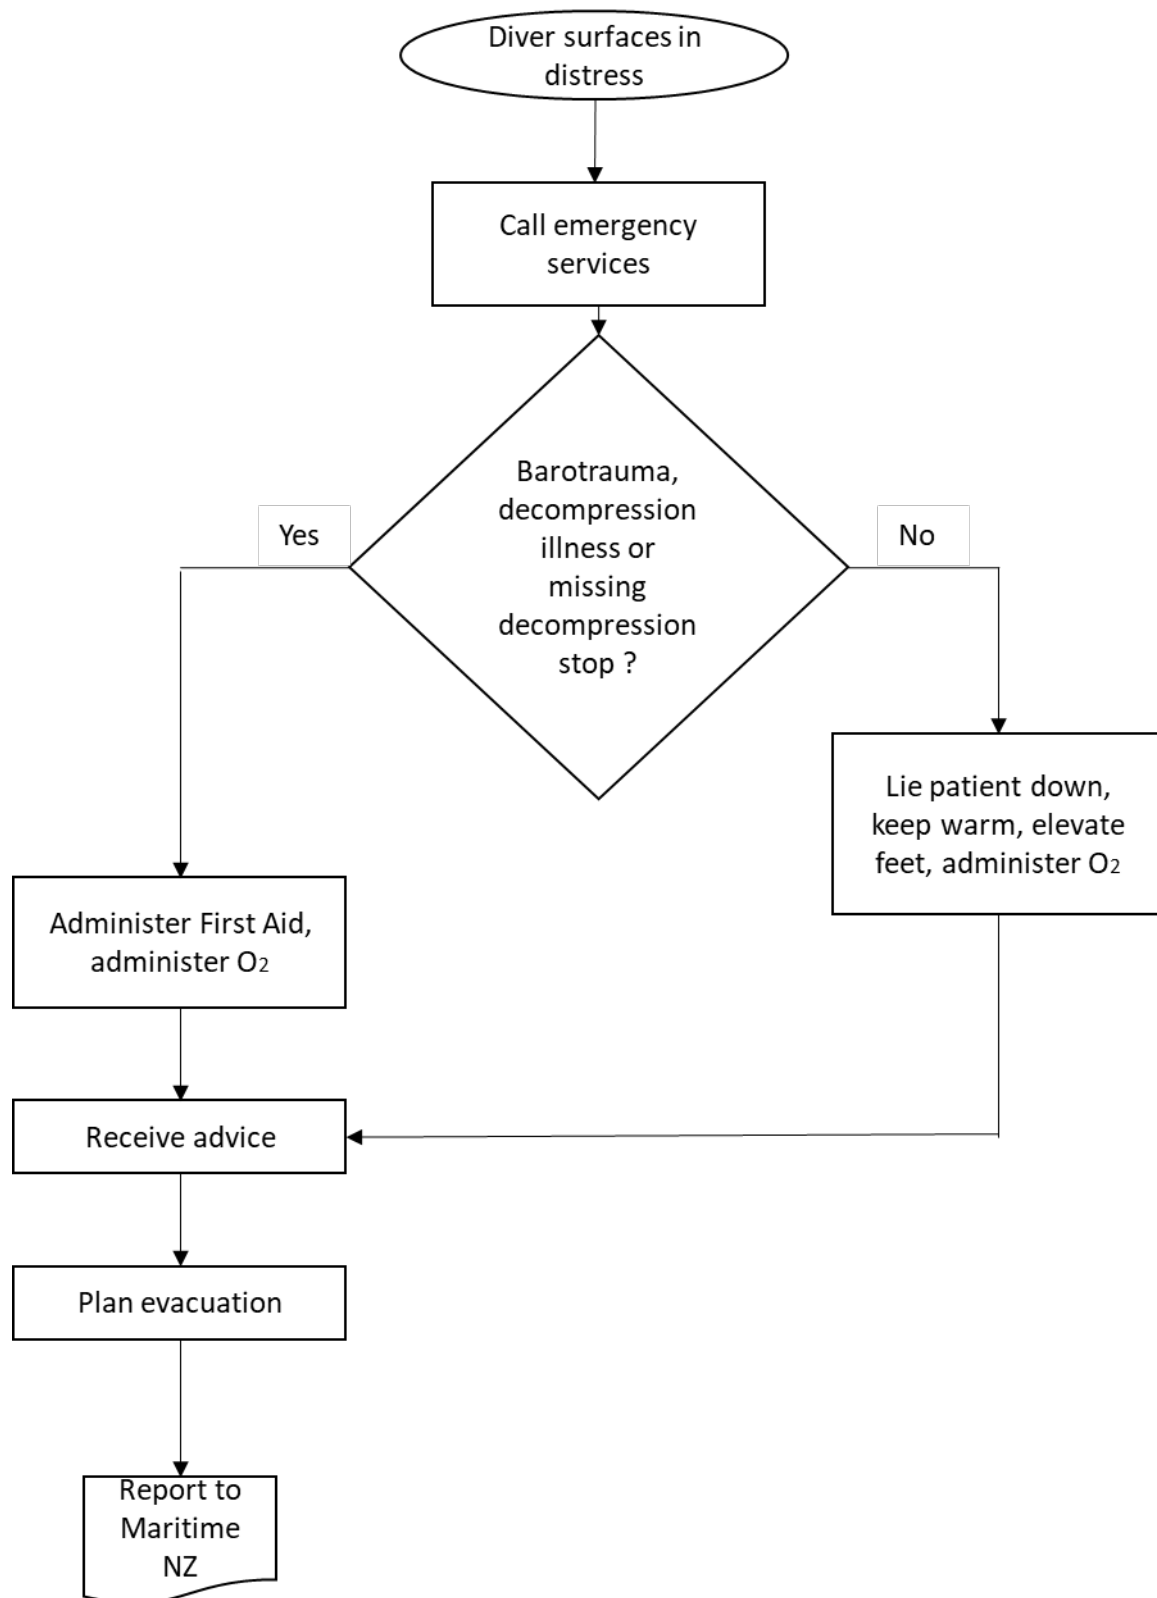 Diver surfaces in
distress
Call emergency
services
Barotrauma,
decompression
illness or
missing
decompression
stop ?
Yes
No
Lie patient down,
keep warm, elevate
feet, administer O2
Administer First Aid,
administer O2
Receive advice
Plan evacuation
Report to
Maritime
NZ